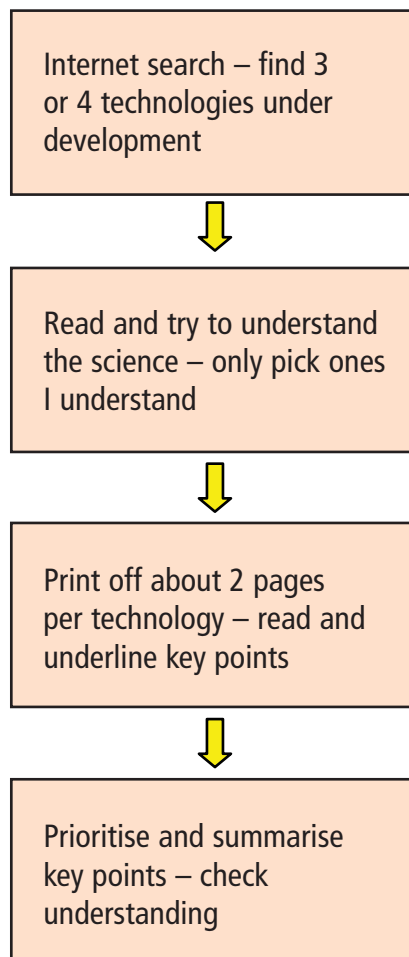 Internet search – find 3
or 4 technologies under
development
Read and try to understand
the science – only pick ones
I understand
Print off about 2 pages
per technology – read and
underline key points
Prioritise and summarise
key points – check
understanding